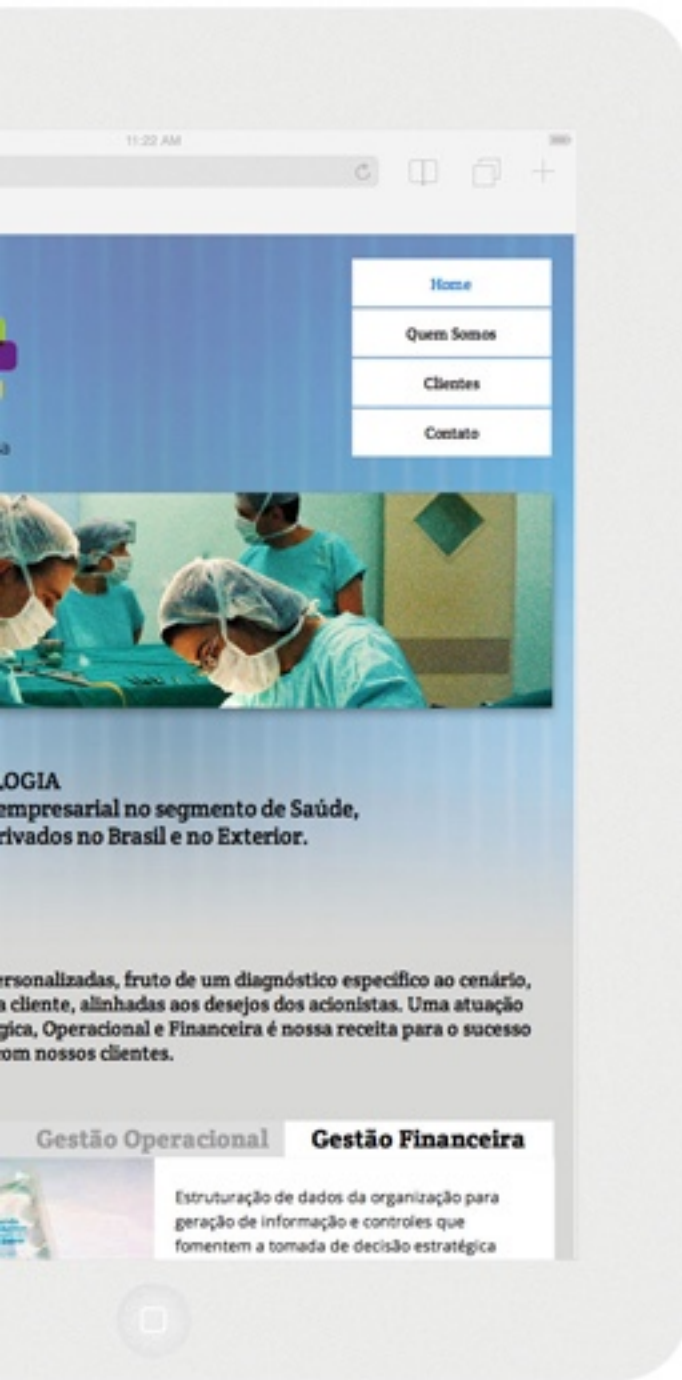 11:22 AM
Home
Quem Somos
Clientes
Contato
sa
LOGIA
empresarial no segmento de Saúde,
rivados no Brasil e no Exterior.
ersonalizadas, fruto de um diagnóstico específico ao cenário,
a cliente, alinhadas aos desejos dos acionistas. Uma atuação
gica, Operacional e Financeira é nossa receita para o sucesso
com nossos clientes.
Gestão Operacional
Gestão Financeira
Estruturação de dados da organização para
geração de informação e controles que
fomentem a tomada de decisão estratégica